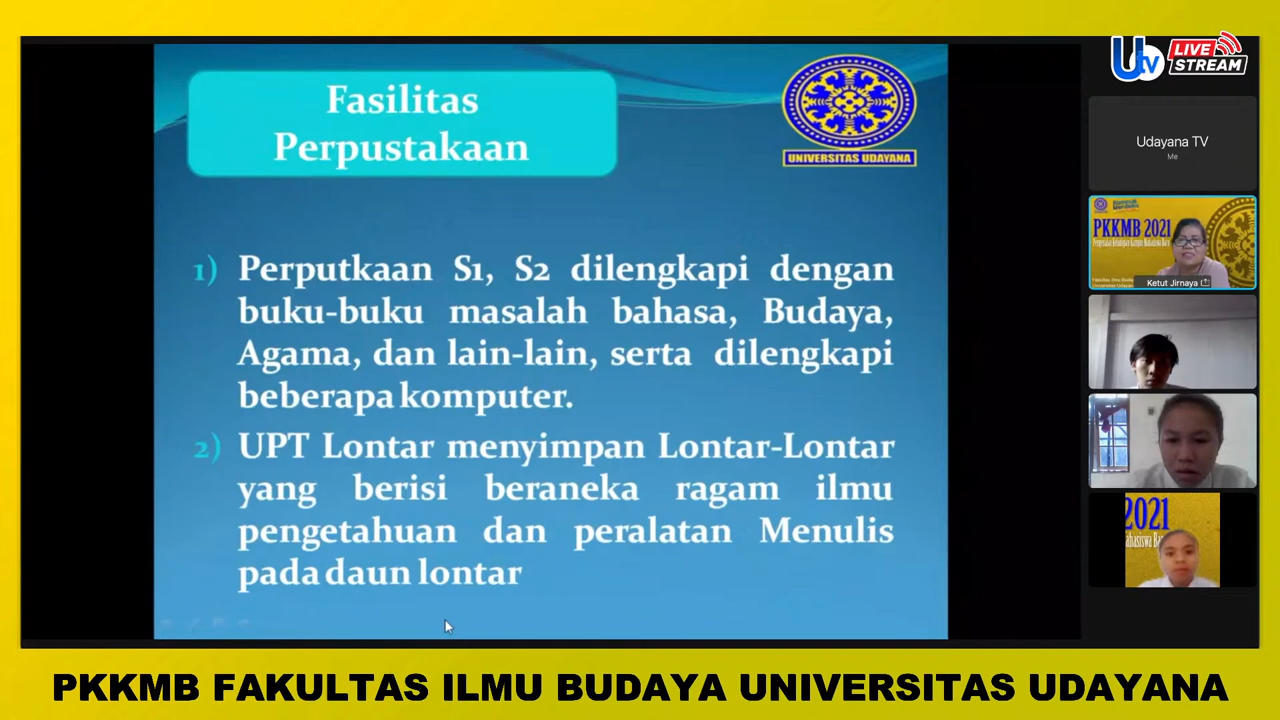 Fasilitas
Perpustakaan
UNIVERSITAS UDAYANA
1) Perputkaan S1, S2 dilengkapi dengan
buku-buku masalah bahasa, Budaya,
Agama, dan lain-lain, serta dilengkapi
beberapa komputer.
2) UPT Lontar menyimpan Lontar-Lontar
yang berisi beraneka ragam ilmu
pengetahuan dan peralatan Menulis
pada daun lontar
Utv LIVE
STREAM
Udayana TV
Me
PKKMB 2021
Ketut Jirnaya
2021
PKKMB FAKULTAS ILMU BUDAYA UNIVERSITAS UDAYANA